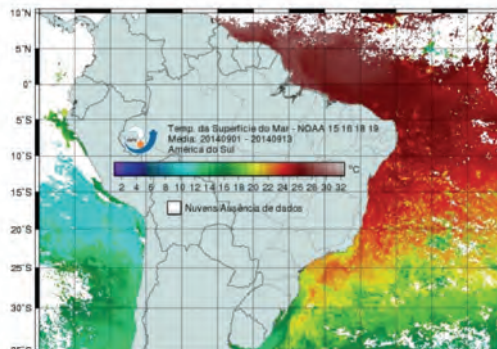 10°N
5°N
0°
5°S
10°S
15°S
20°S
25°S
30°S
Temp. da Superfície do Mar - NOAA 15 16 18 19
Média: 20140901 - 20140913
América do Sul
°C
2 4 6 8 10 12 14 16 18 20 22 24 26 28 30 32
Nuvens/Ausência de dados